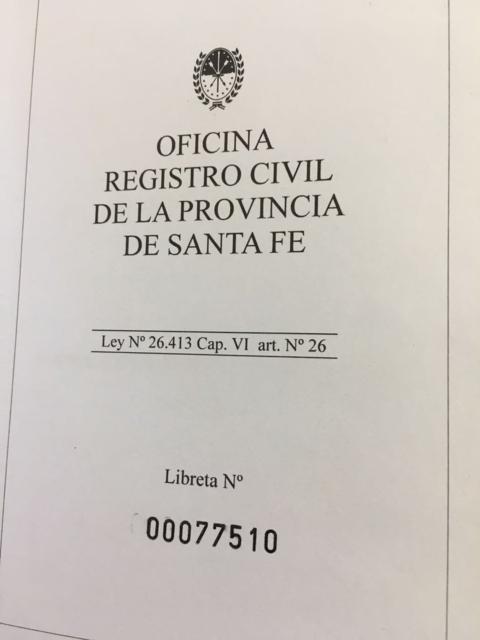 OFICINA
REGISTRO CIVIL
DE LA PROVINCIA
DE SANTA FE
Ley Nº 26.413 Cap. VI art. Nº 26
Libreta Nº
00077510